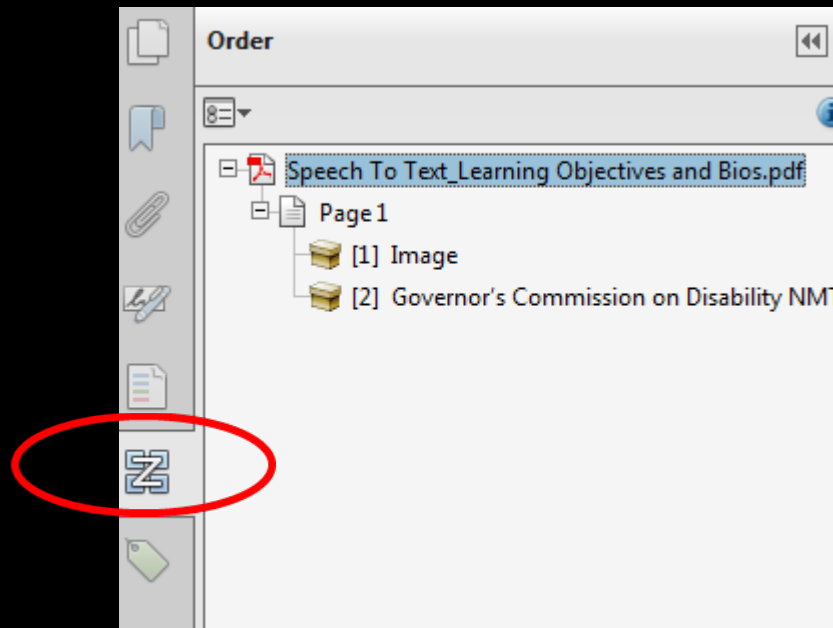 Order
Speech To Text_Learning Objectives and Bios.pdf
Page 1
[1] Image
[2] Governor's Commission on Disability NMT